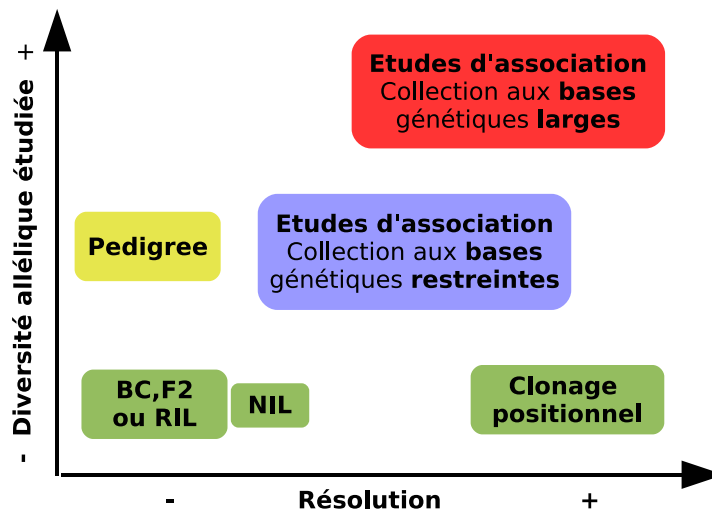 - Diversité allélique étudiée +
Etudes d'association
Collection aux bases
génétiques larges
Pedigree
Etudes d'association
Collection aux bases
génétiques restreintes
BC,F2
ou RIL
NIL
Clonage
positionnel
- Résolution +